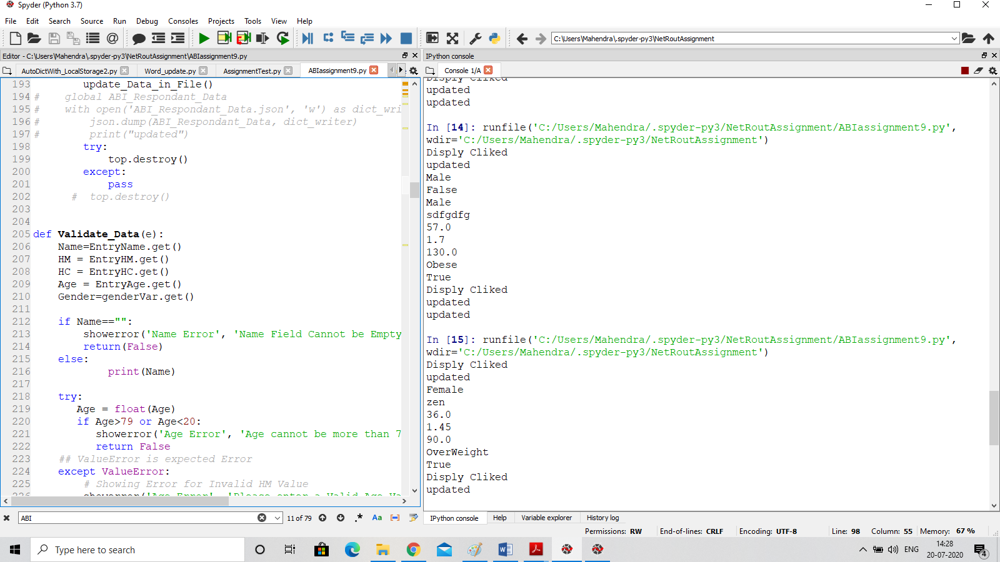 Spyder (Python 3.7)
File Edit Search Source Run Debug Consoles Projects Tools View Help
C:\Users\Mahendra\.spyder-py3\NetRoutAssignment
Editor - C:\Users\Mahendra\.spyder-py3\NetRoutAssignment\ABIassignment9.py
AutoDictWith_LocalStorage2.py Word_update.py AssignmentTest.py ABIassignment9.py
193 update_Data_in_File()
194 # global ABI_Respondant_Data
195 # with open('ABI_Respondant_Data.json', 'w') as dict_wri
196 # json.dump(ABI_Respondant_Data, dict_writer)
197 # print("updated")
198 try:
199 top.destroy()
200 except:
201 pass
202 # top.destroy()
203
204
205 def Validate_Data(e):
206 Name=EntryName.get()
207 HM = EntryHM.get()
208 HC = EntryHC.get()
209 Age = EntryAge.get()
210 Gender=genderVar.get()
211
212 if Name=="":
213 showerror('Name Error', 'Name Field Cannot be Empty
214 return(False)
215 else:
216 print(Name)
217
218 try:
219 Age = float(Age)
220 if Age>79 or Age<20:
221 showerror('Age Error', 'Age cannot be more than 7
222 return False
223 ## ValueError is expected Error
224 except ValueError:
225 # Showing Error for Invalid HM Value
226 showerror('Age Error', 'Please enter a Valid Age Va
ABI 11 of 79 .* Aa
IPython console
Console 1/A
Disply Cliked
updated
updated
In [14]: runfile('C:/Users/Mahendra/.spyder-py3/NetRoutAssignment/ABIassignment9.py',
wdir='C:/Users/Mahendra/.spyder-py3/NetRoutAssignment')
Disply Cliked
updated
Male
False
Male
sdfgdfg
57.0
1.7
130.0
Obese
True
Disply Cliked
updated
updated
In [15]: runfile('C:/Users/Mahendra/.spyder-py3/NetRoutAssignment/ABIassignment9.py',
wdir='C:/Users/Mahendra/.spyder-py3/NetRoutAssignment')
Disply Cliked
updated
Female
zen
36.0
1.45
90.0
OverWeight
True
Disply Cliked
updated
IPython console Help Variable explorer History log
Permissions: RW End-of-lines: CRLF Encoding: UTF-8 Line: 98 Column: 55 Memory: 67 %
Type here to search
ENG
14:28
20-07-2020
4